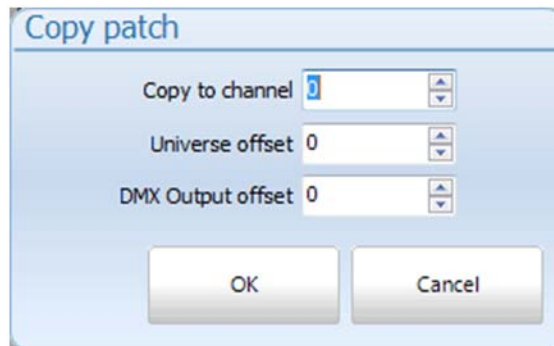 Copy patch
Copy to channel 0
Universe offset 0
DMX Output offset 0
OK Cancel